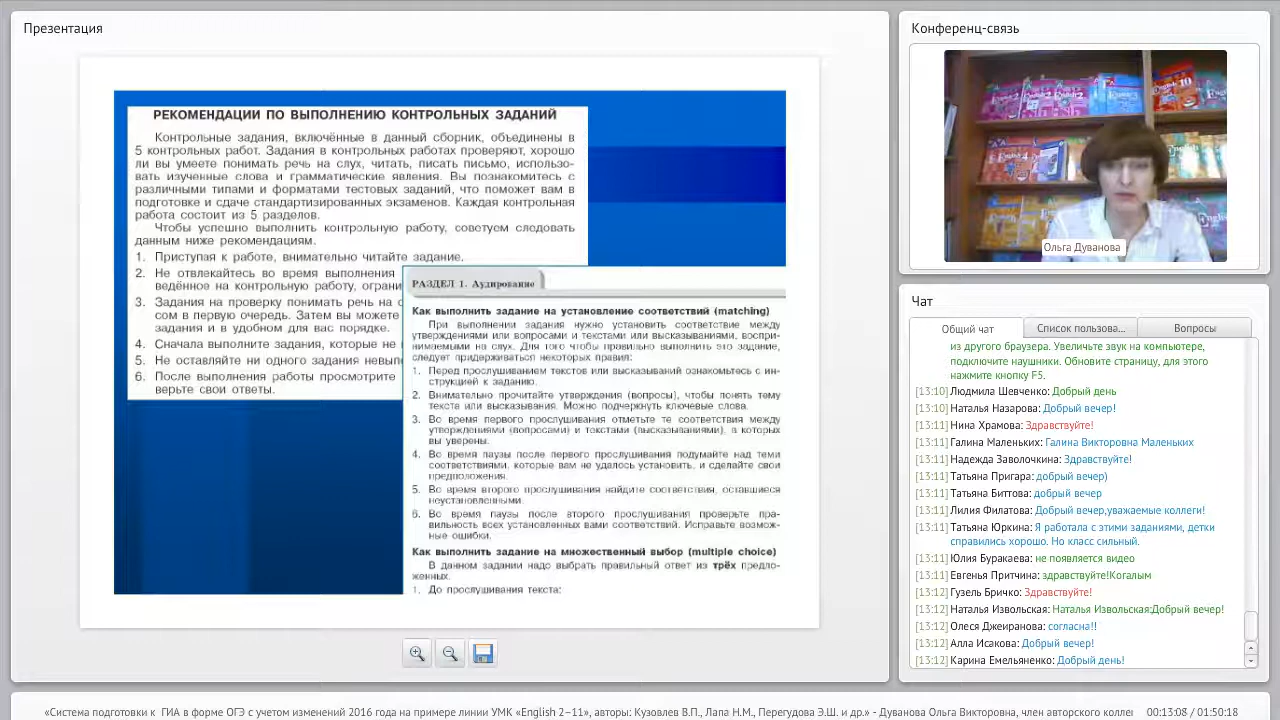 Презентация
РЕКОМЕНДАЦИИ ПО ВЫПОЛНЕНИЮ КОНТРОЛЬНЫХ ЗАДАНИЙ
Контрольные задания, включённые в данный сборник, объединены в
5 контрольных работ. Задания в контрольных работах проверяют, хорошо
ли вы умеете понимать речь на слух, читать, писать письмо, использо-
вать изученные слова и грамматические явления. Вы познакомитесь с
различными типами и форматами тестовых заданий, что поможет вам в
подготовке и сдаче стандартизированных экзаменов. Каждая контрольная
работа состоит из 5 разделов.
Чтобы успешно выполнить контрольную работу, советуем следовать
данным ниже рекомендациям.
1. Приступая к работе, внимательно читайте задание.
2. Не отвлекайтесь во время выполнения
ведённое на контрольную работу, ограни
3. Задания на проверку понимать речь на с
сом в первую очередь. Затем вы можете
задания и в удобном для вас порядке.
4. Сначала выполните задания, которые не
5. Не оставляйте ни одного задания невып
6. После выполнения работы просмотрите
верьте свои ответы.
РАЗДЕЛ 1. Аудирование
Как выполнить задание на установление соответствий (matching)
При выполнении задания нужно установить соответствие между
утверждениями или вопросами и текстами или высказываниями, воспри-
нимаемыми на слух. Для того чтобы правильно выполнить это задание,
следует придерживаться некоторых правил:
1. Перед прослушиванием текстов или высказываний ознакомьтесь с ин-
струкцией к заданию.
2. Внимательно прочитайте утверждения (вопросы), чтобы понять тему
текста или высказывания. Можно подчеркнуть ключевые слова.
3. Во время первого прослушивания отметьте те соответствия между
утверждениями (вопросами) и текстами (высказываниями), в которых
вы уверены.
4. Во время паузы после первого прослушивания подумайте над теми
соответствиями, которые вам не удалось установить, и сделайте свои
предположения.
5. Во время второго прослушивания найдите соответствия, оставшиеся
неустановленными.
6. Во время паузы после второго прослушивания проверьте пра-
вильность всех установленных вами соответствий. Исправьте возмож-
ные ошибки.
Как выполнить задание на множественный выбор (multiple choice)
В данном задании надо выбрать правильный ответ из трёх предло-
женных.
1. До прослушивания текста:
Конференц-связь
Ольга Дуванова
Чат
Общий чат
Список пользова...
Вопросы
из другого браузера. Увеличьте звук на компьютере,
подключите наушники. Обновите страницу, для этого
нажмите кнопку F5.
[13:10] Людмила Шевченко: Добрый день
[13:10] Наталья Назарова: Добрый вечер!
[13:11] Нина Храмова: Здравствуйте!
[13:11] Галина Маленьких: Галина Викторовна Маленьких
[13:11] Надежда Заволочкина: Здравствуйте!
[13:11] Татьяна Пригара: добрый вечер)
[13:11] Татьяна Биттова: добрый вечер
[13:11] Лилия Филатова: Добрый вечер,уважаемые коллеги!
[13:11] Татьяна Юркина: Я работала с этими заданиями, детки
справились хорошо. Но класс сильный.
[13:11] Юлия Буракаева: не появляется видео
[13:11] Евгенья Притчина: здравствуйте!Когалым
[13:12] Гузель Бричко: Здравствуйте!
[13:12] Наталья Извольская: Наталья Извольская:Добрый вечер!
[13:12] Олеся Джеиранова: согласна!!
[13:12] Алла Исакова: Добрый вечер!
[13:12] Карина Емельяненко: Добрый день!
«Система подготовки к ГИА в форме ОГЭ с учетом изменений 2016 года на примере линии УМК «English 2–11», авторы: Кузовлев В.П., Лапа Н.М., Перегудова Э.Ш. и др.» - Дуванова Ольга Викторовна, член авторского коллег
00:13:08 / 01:50:18